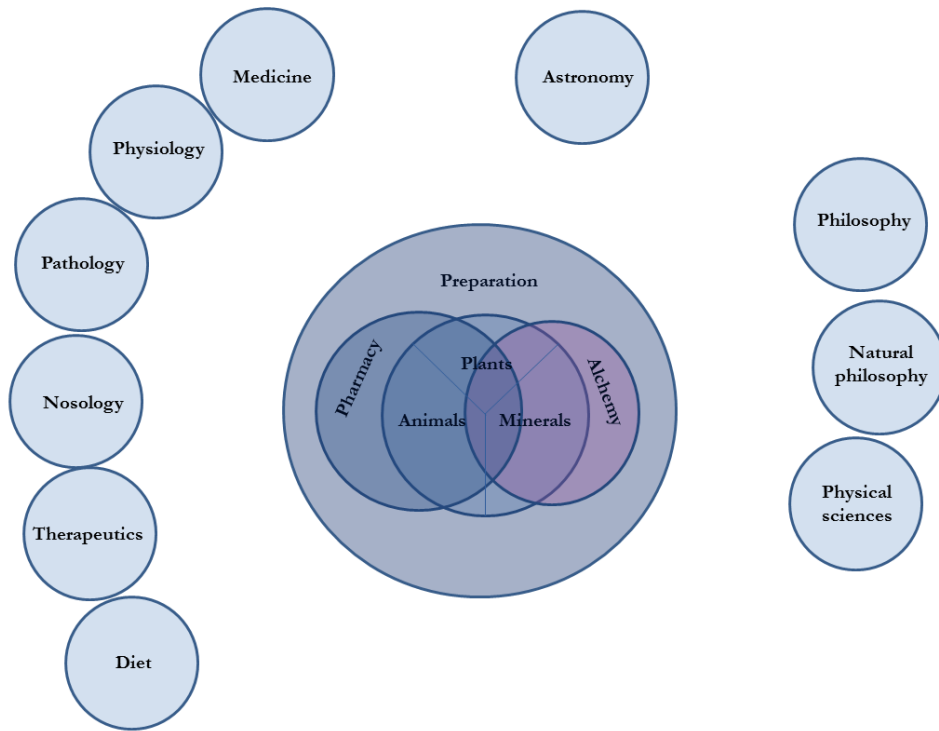 Medicine
Astronomy
Physiology
Philosophy
Pathology
Preparation
Pharmacy
Plants
Alchemy
Natural
philosophy
Nosology
Animals
Minerals
Physical
sciences
Therapeutics
Diet